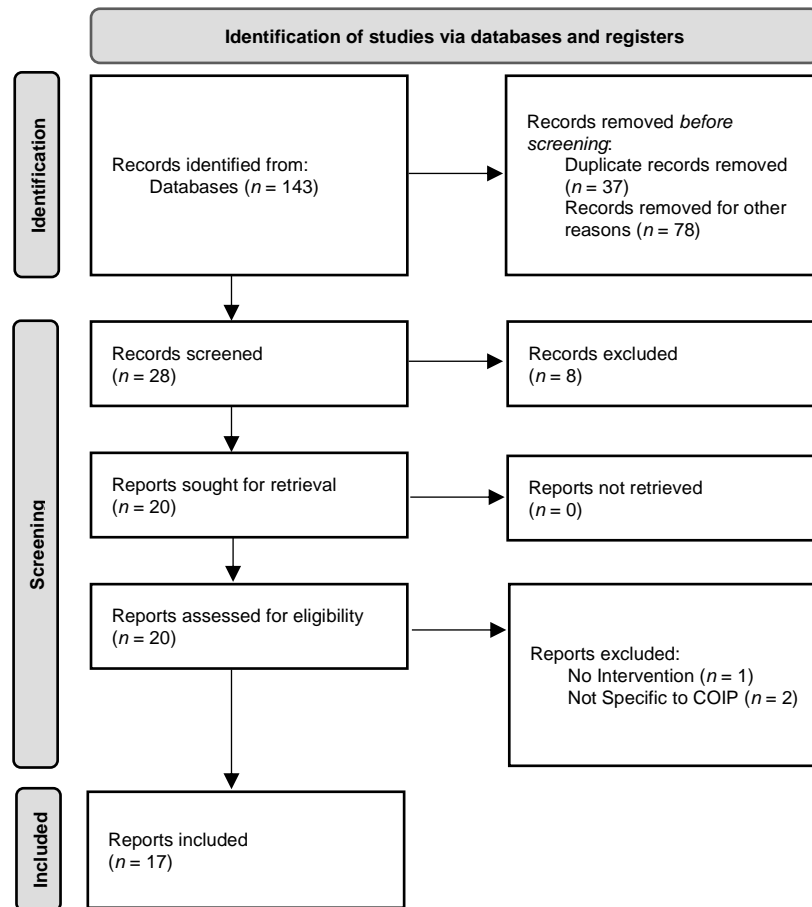 Identification of studies via databases and registers
Identification
Records identified from:
Databases (n = 143)
Records removed before
screening:
Duplicate records removed
(n = 37)
Records removed for other
reasons (n = 78)
Screening
Records screened
(n = 28)
Records excluded
(n = 8)
Reports sought for retrieval
(n = 20)
Reports not retrieved
(n = 0)
Reports assessed for eligibility
(n = 20)
Reports excluded:
No Intervention (n = 1)
Not Specific to COIP (n = 2)
Included
Reports included
(n = 17)